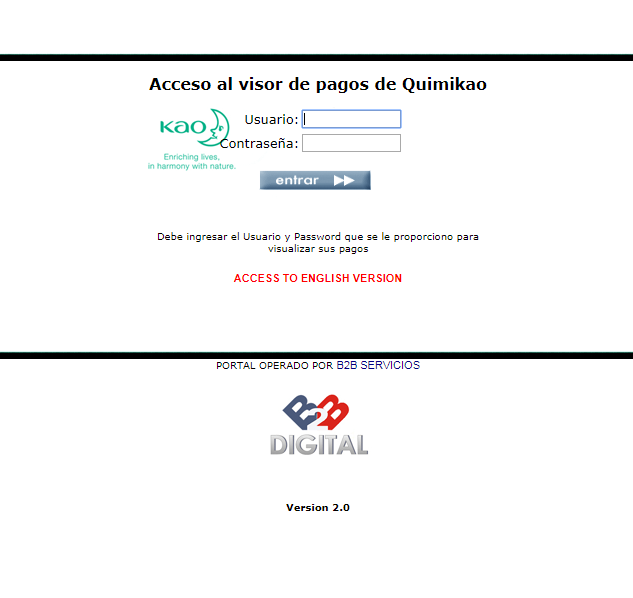 Acceso al visor de pagos de Quimikao
Kao
Enriching lives,
in harmony with nature.
Usuario:
Contraseña:
entrar
Debe ingresar el Usuario y Password que se le proporciono para
visualizar sus pagos
ACCESS TO ENGLISH VERSION
PORTAL OPERADO POR B2B SERVICIOS
B2B
DIGITAL
Version 2.0